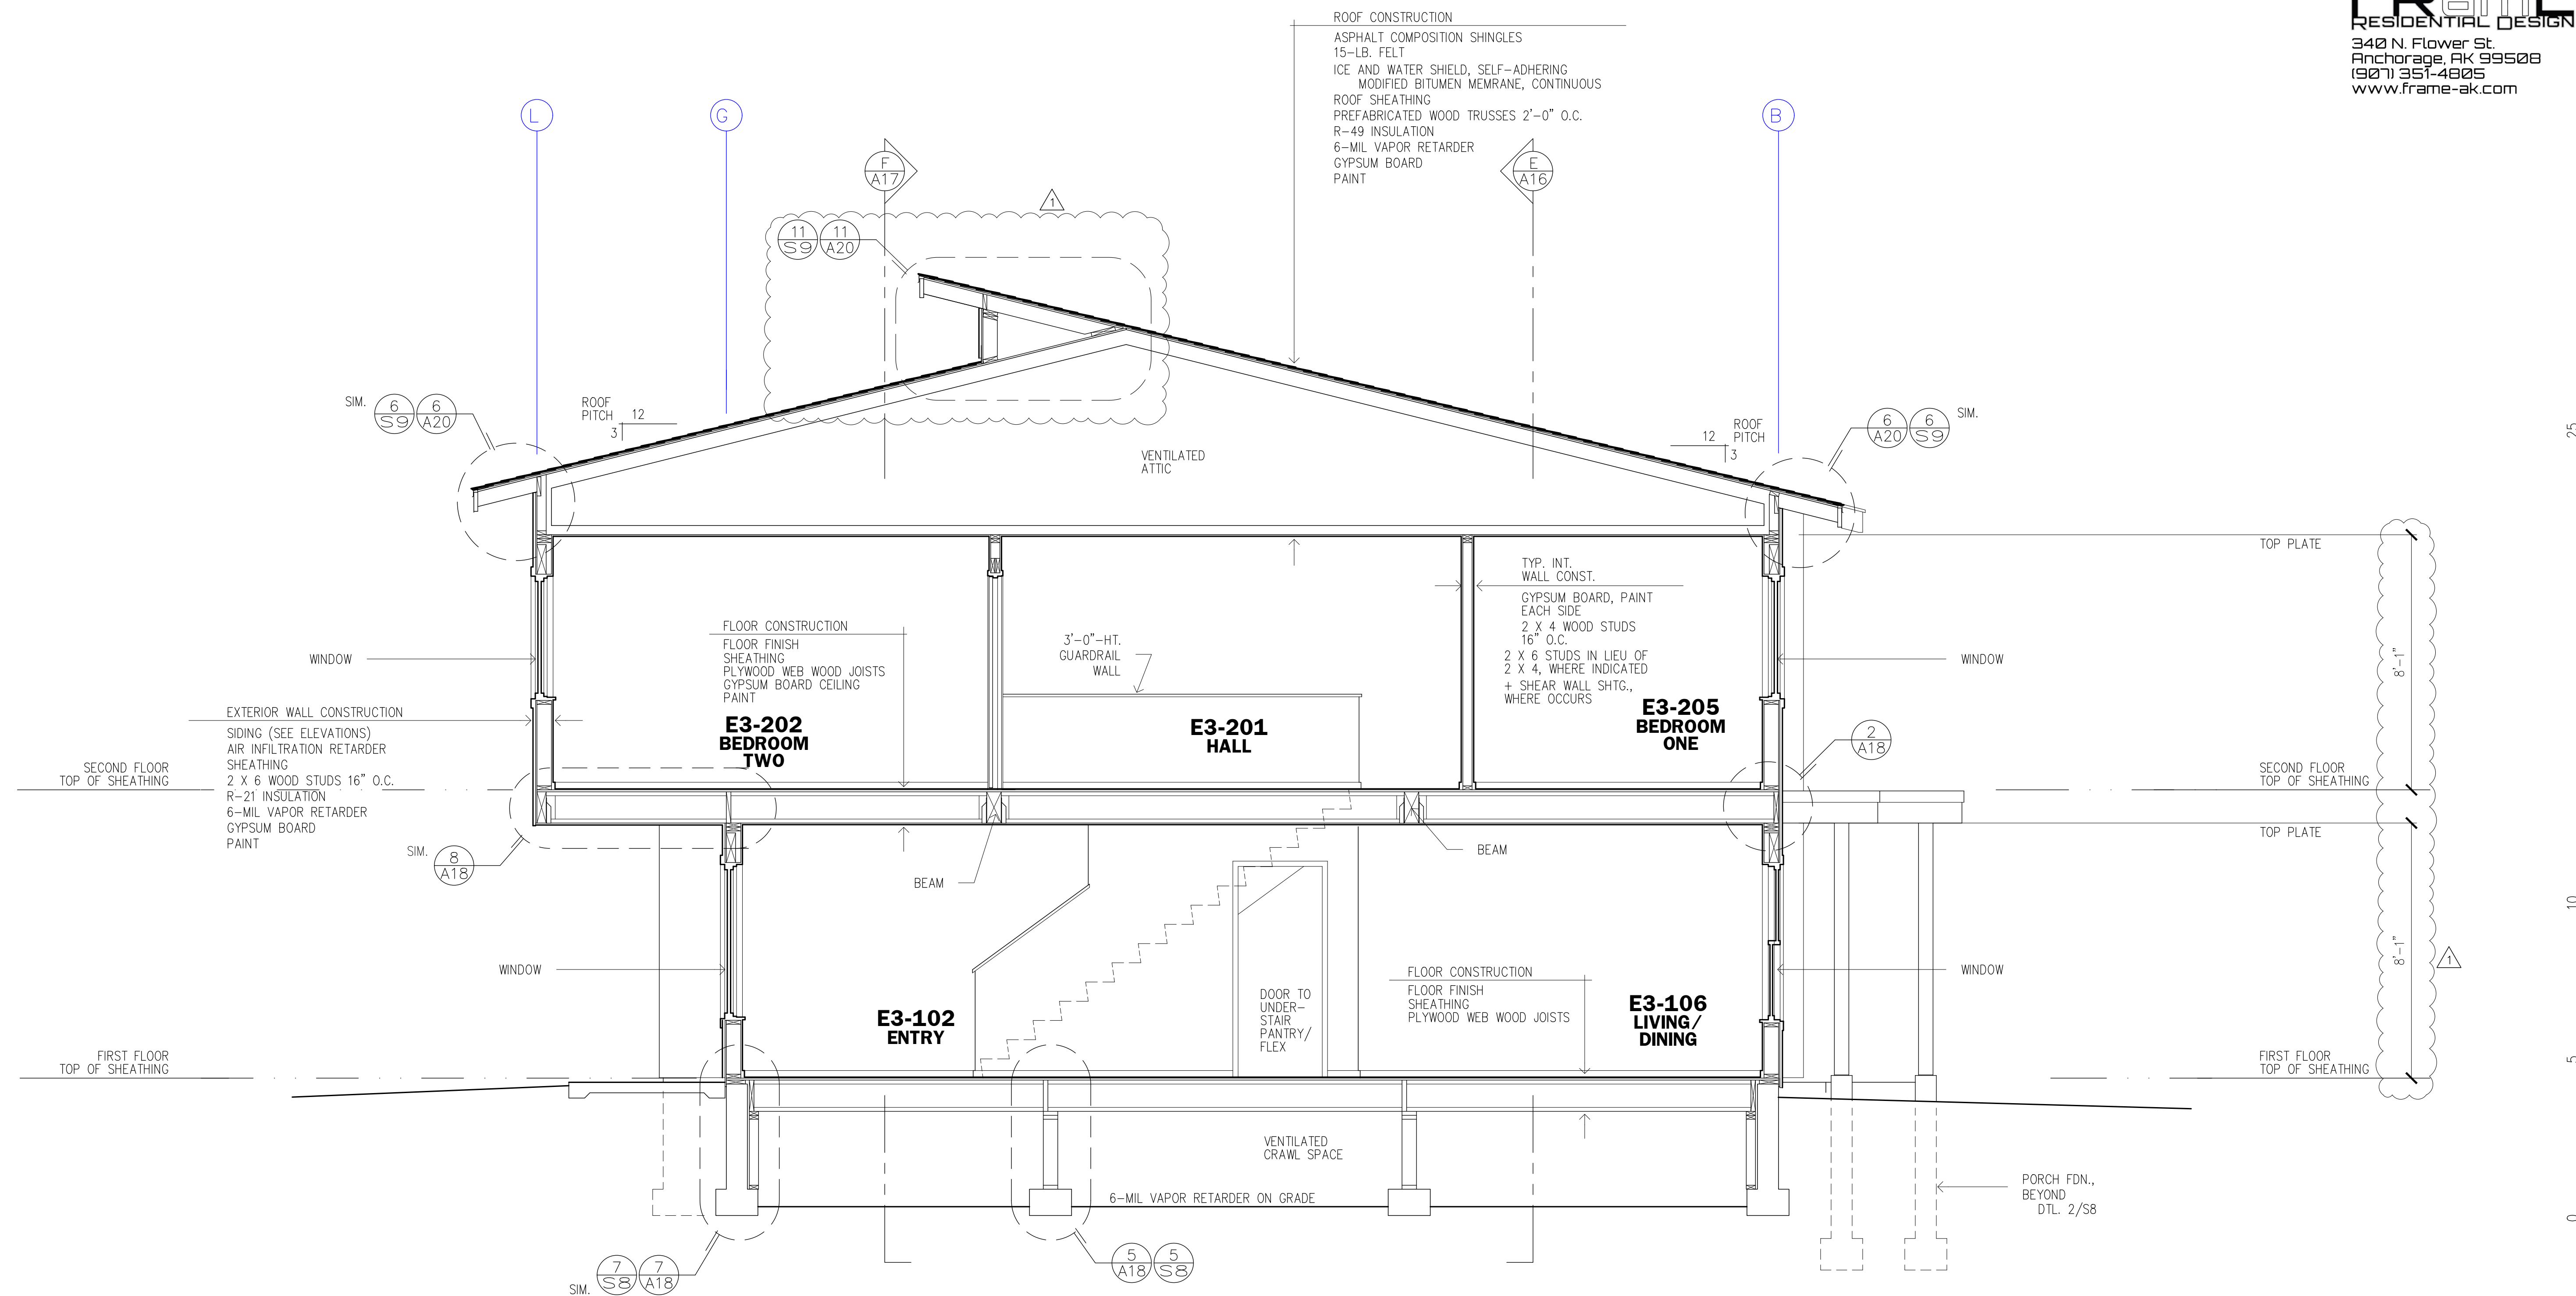 RESIDENTIAL DESIGN
340 N. Flower St.
Anchorage, AK 99508
(907) 351-4805
www.frame-ak.com
ROOF CONSTRUCTION
ASPHALT COMPOSITION SHINGLES
15-LB. FELT
ICE AND WATER SHIELD, SELF-ADHERING
MODIFIED BITUMEN MEMRANE, CONTINUOUS
ROOF SHEATHING
PREFABRICATED WOOD TRUSSES 2'-0" O.C.
R-49 INSULATION
6-MIL VAPOR RETARDER
GYPSUM BOARD
PAINT
L
G
B
F
A17
E
A16
1
11
S9
11
A20
SIM.
6
S9
6
A20
ROOF
PITCH
12
3
12
ROOF
PITCH
3
6
A20
6
S9
SIM.
VENTILATED
ATTIC
25
TOP PLATE
TYP. INT.
WALL CONST.
GYPSUM BOARD, PAINT
EACH SIDE
2 X 4 WOOD STUDS
16" O.C.
2 X 6 STUDS IN LIEU OF
2 X 4, WHERE INDICATED
+ SHEAR WALL SHTG.,
WHERE OCCURS
FLOOR CONSTRUCTION
FLOOR FINISH
SHEATHING
PLYWOOD WEB WOOD JOISTS
GYPSUM BOARD CEILING
PAINT
3'-0"-HT.
GUARDRAIL
WALL
WINDOW
WINDOW
8'-1"
EXTERIOR WALL CONSTRUCTION
SIDING (SEE ELEVATIONS)
AIR INFILTRATION RETARDER
SHEATHING
2 X 6 WOOD STUDS 16" O.C.
R-21 INSULATION
6-MIL VAPOR RETARDER
GYPSUM BOARD
PAINT
E3-202
BEDROOM
TWO
E3-201
HALL
E3-205
BEDROOM
ONE
2
A18
SECOND FLOOR
TOP OF SHEATHING
SECOND FLOOR
TOP OF SHEATHING
TOP PLATE
SIM.
8
A18
BEAM
BEAM
10
WINDOW
WINDOW
8'-1"
1
FLOOR CONSTRUCTION
FLOOR FINISH
SHEATHING
PLYWOOD WEB WOOD JOISTS
DOOR TO
UNDER-
STAIR
PANTRY/
FLEX
E3-102
ENTRY
E3-106
LIVING/
DINING
FIRST FLOOR
TOP OF SHEATHING
FIRST FLOOR
TOP OF SHEATHING
5
VENTILATED
CRAWL SPACE
6-MIL VAPOR RETARDER ON GRADE
PORCH FDN.,
BEYOND
DTL. 2/S8
0
SIM.
7
S8
7
A18
5
A18
5
S8